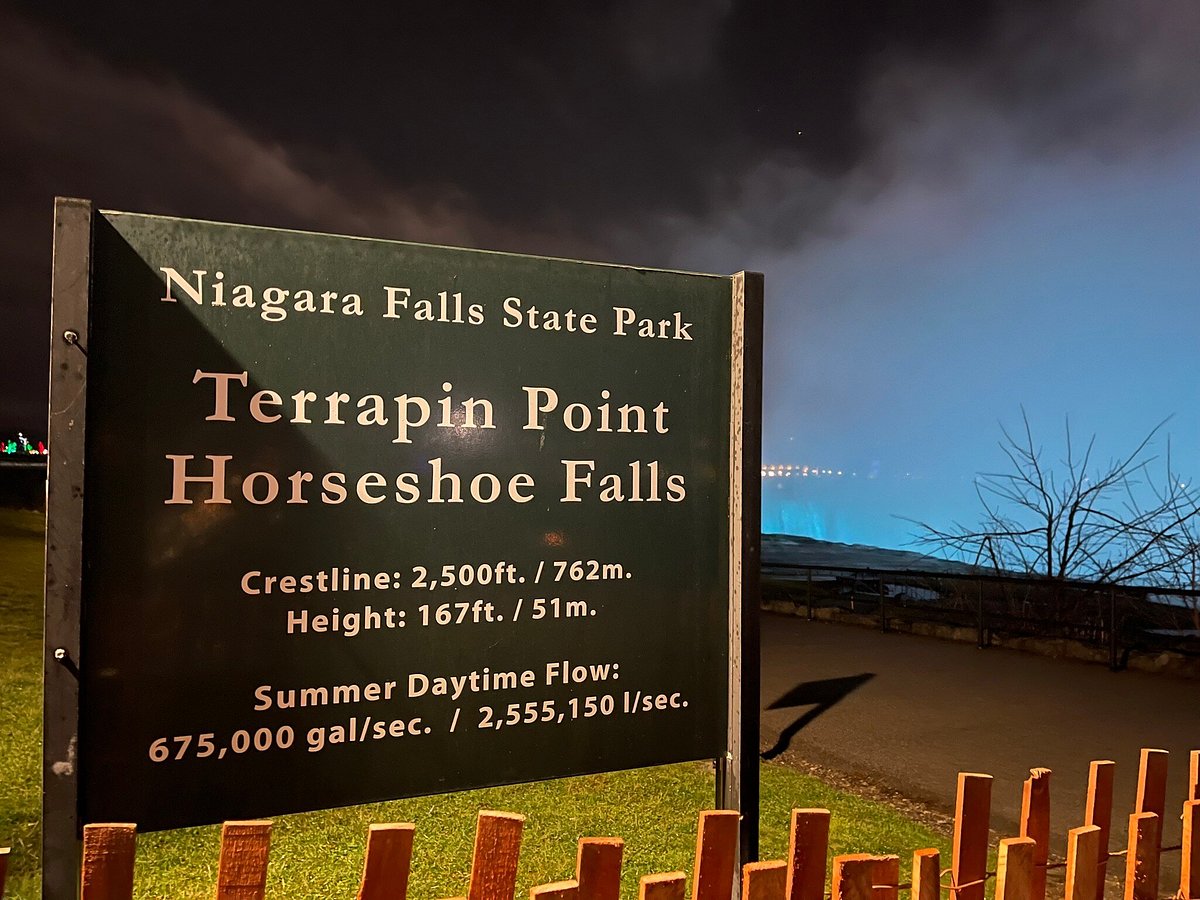 Niagara Falls State Park
Terrapin Point
Horseshoe Falls
Crestline: 2,500ft. / 762m.
Height: 167ft. / 51m.
Summer Daytime Flow:
675,000 gal/sec. / 2,555,150 l/sec.